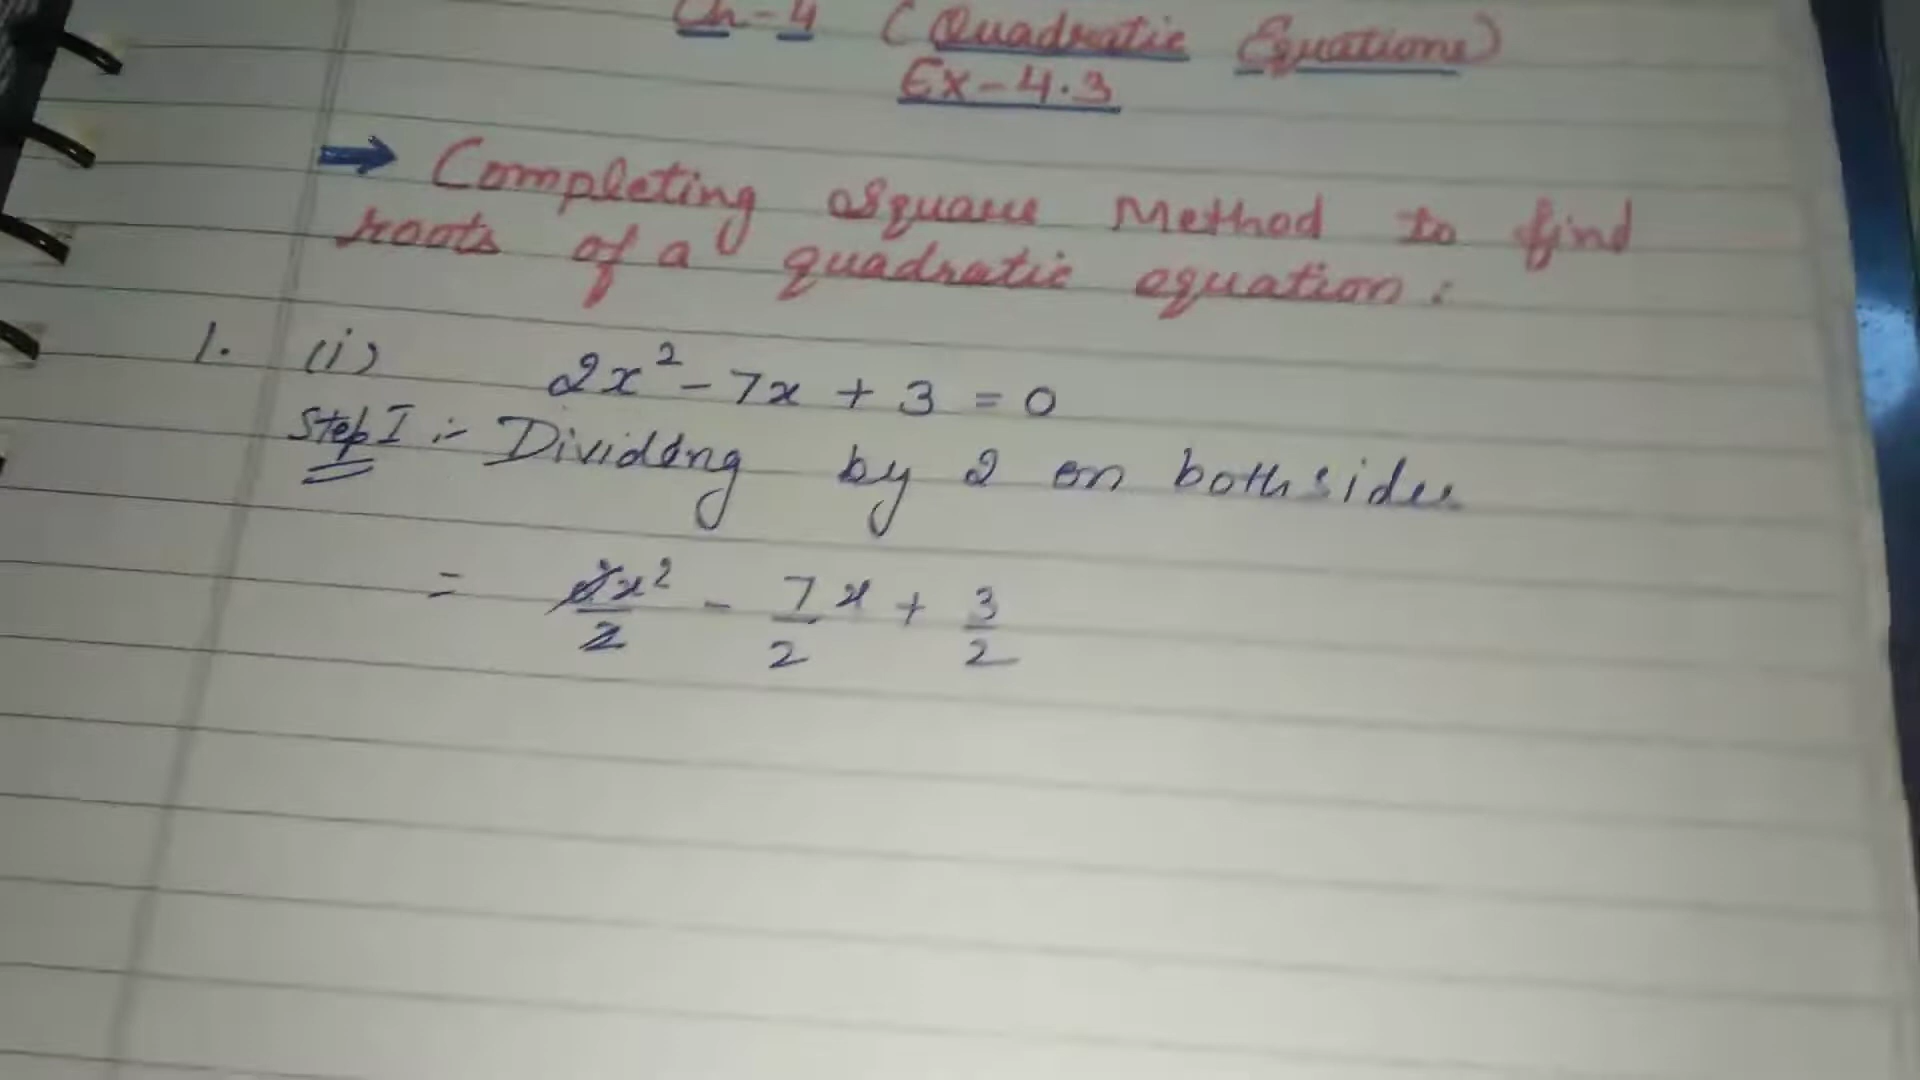 Ch-4 (Quadratic Equations)
Ex-4.3
→ Completing Square Method to find
roots of a quadratic equation:
1. (i) 2x² - 7x + 3 = 0
Step I :- Dividing by 2 on both sides
= 2x²/2 - 7x/2 + 3/2